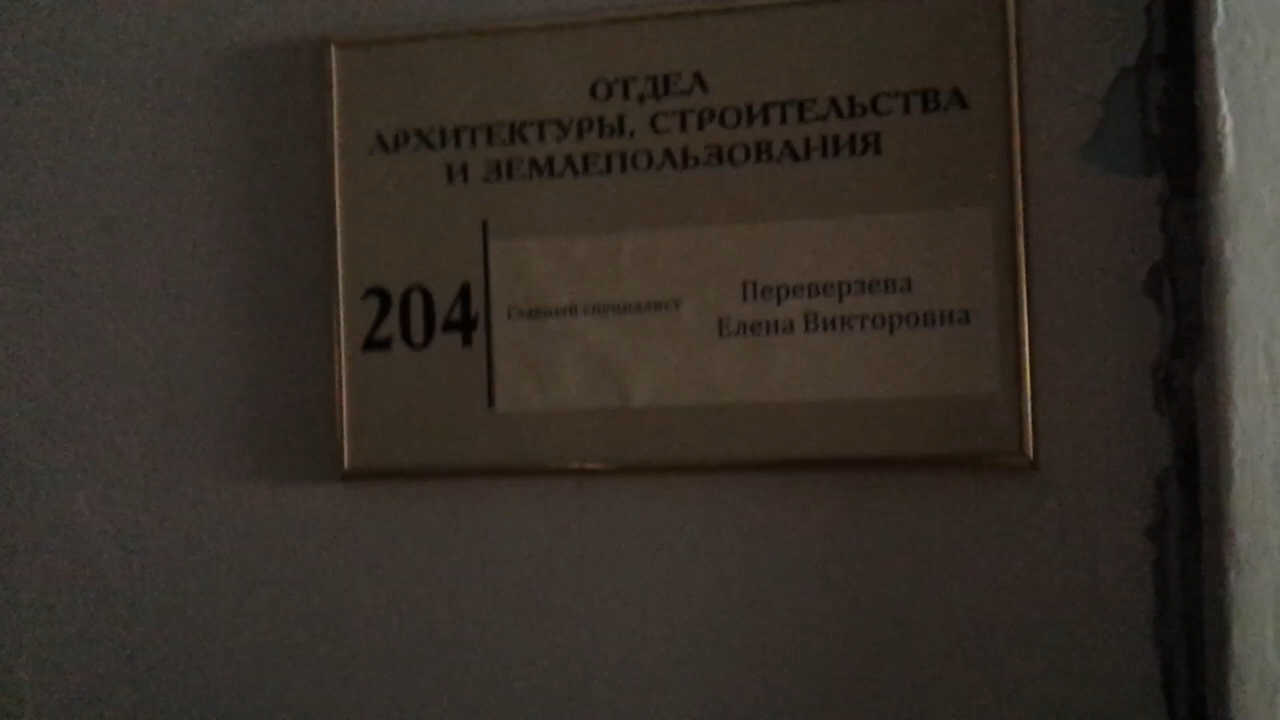 ОТДЕЛ
АРХИТЕКТУРЫ, СТРОИТЕЛЬСТВА
И ЗЕМЛЕПОЛЬЗОВАНИЯ
204
Главный специалист
Переверзева
Елена Викторовна